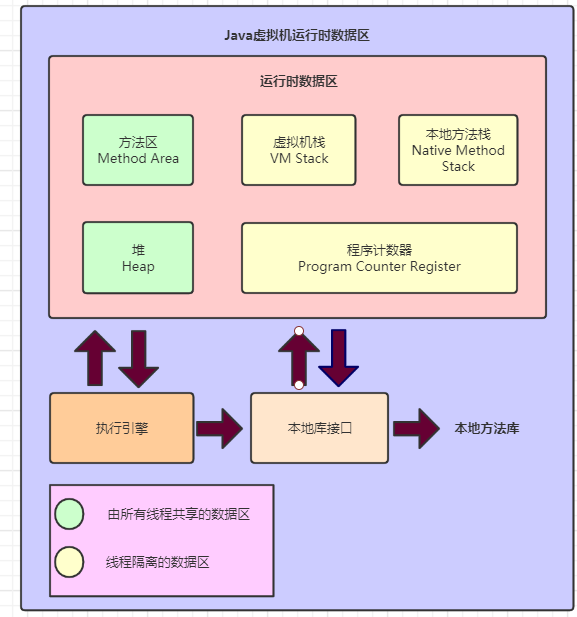 Java虚拟机运行时数据区
运行时数据区
方法区
Method Area
虚拟机栈
VM Stack
本地方法栈
Native Method
Stack
堆
Heap
程序计数器
Program Counter Register
执行引擎
本地库接口
本地方法库
由所有线程共享的数据区
线程隔离的数据区